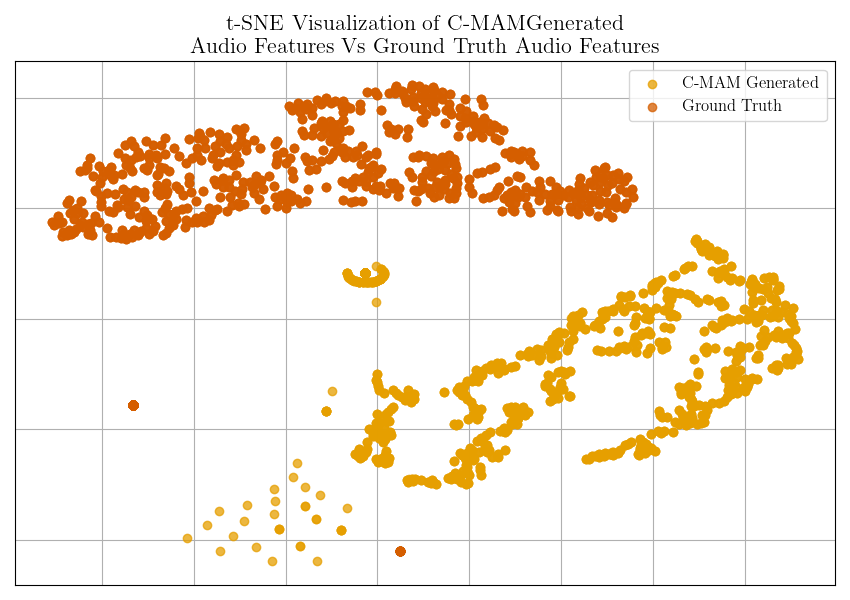 t-SNE Visualization of C-MAMGenerated
Audio Features Vs Ground Truth Audio Features
C-MAM Generated
Ground Truth